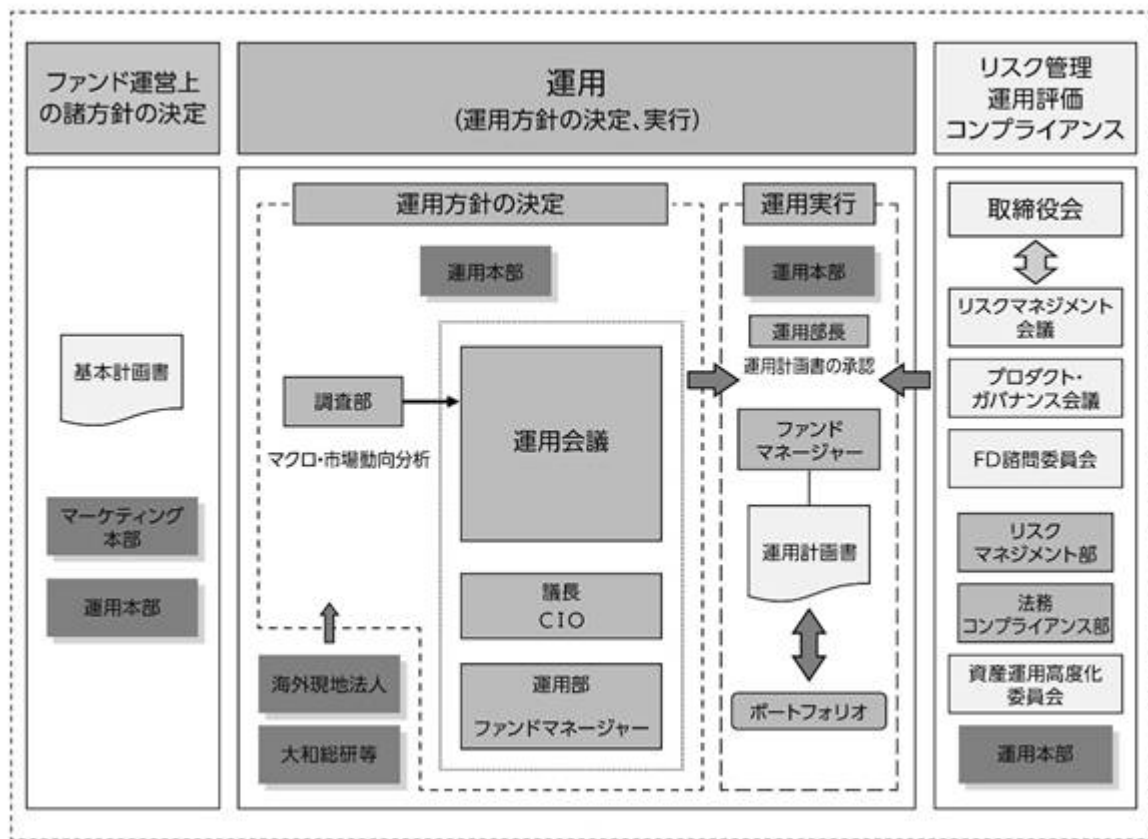 ファンド運営上
の諸方針の決定
運用
(運用方針の決定、実行)
リスク管理
運用評価
コンプライアンス
基本計画書
マーケティング
本部
運用本部
運用方針の決定
運用本部
調査部
マクロ・市場動向分析
運用会議
議長
CIO
運用部
ファンドマネージャー
海外現地法人
大和総研等
運用実行
運用本部
運用部長
運用計画書の承認
ファンド
マネージャー
運用計画書
ポートフォリオ
取締役会
リスクマネジメント
会議
プロダクト・
ガバナンス会議
FD諮問委員会
リスク
マネジメント部
法務
コンプライアンス部
資産運用高度化
委員会
運用本部